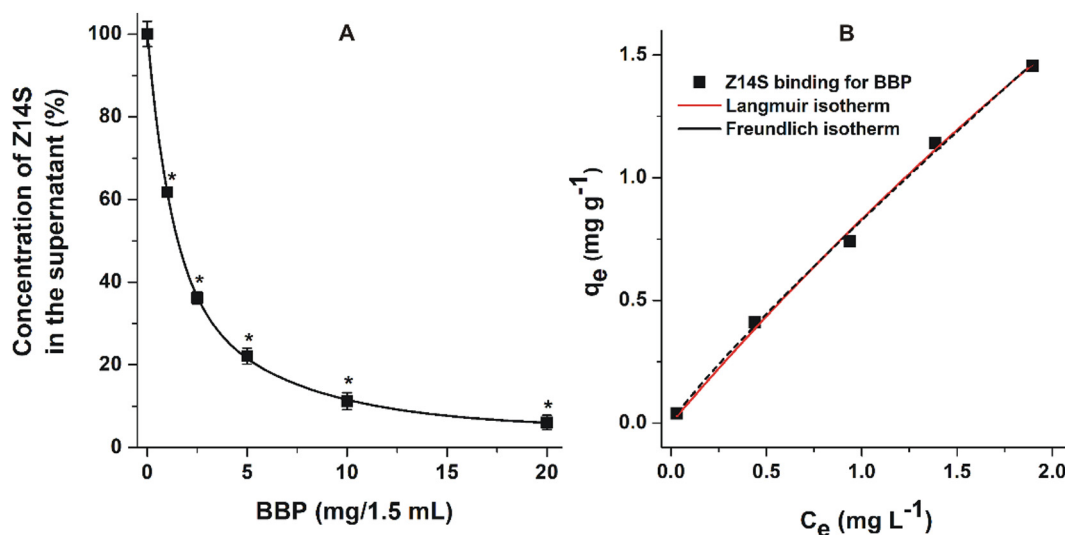 A
Concentration of Z14S
in the supernatant (%)
100
80
60
40
20
0
*
*
*
*
*
0
5
10
15
20
BBP (mg/1.5 mL)
B
Z14S binding for BBP
Langmuir isotherm
Freundlich isotherm
qe (mg g-1)
1.5
1.0
0.5
0.0
0.0
0.5
1.0
1.5
2.0
Ce (mg L-1)